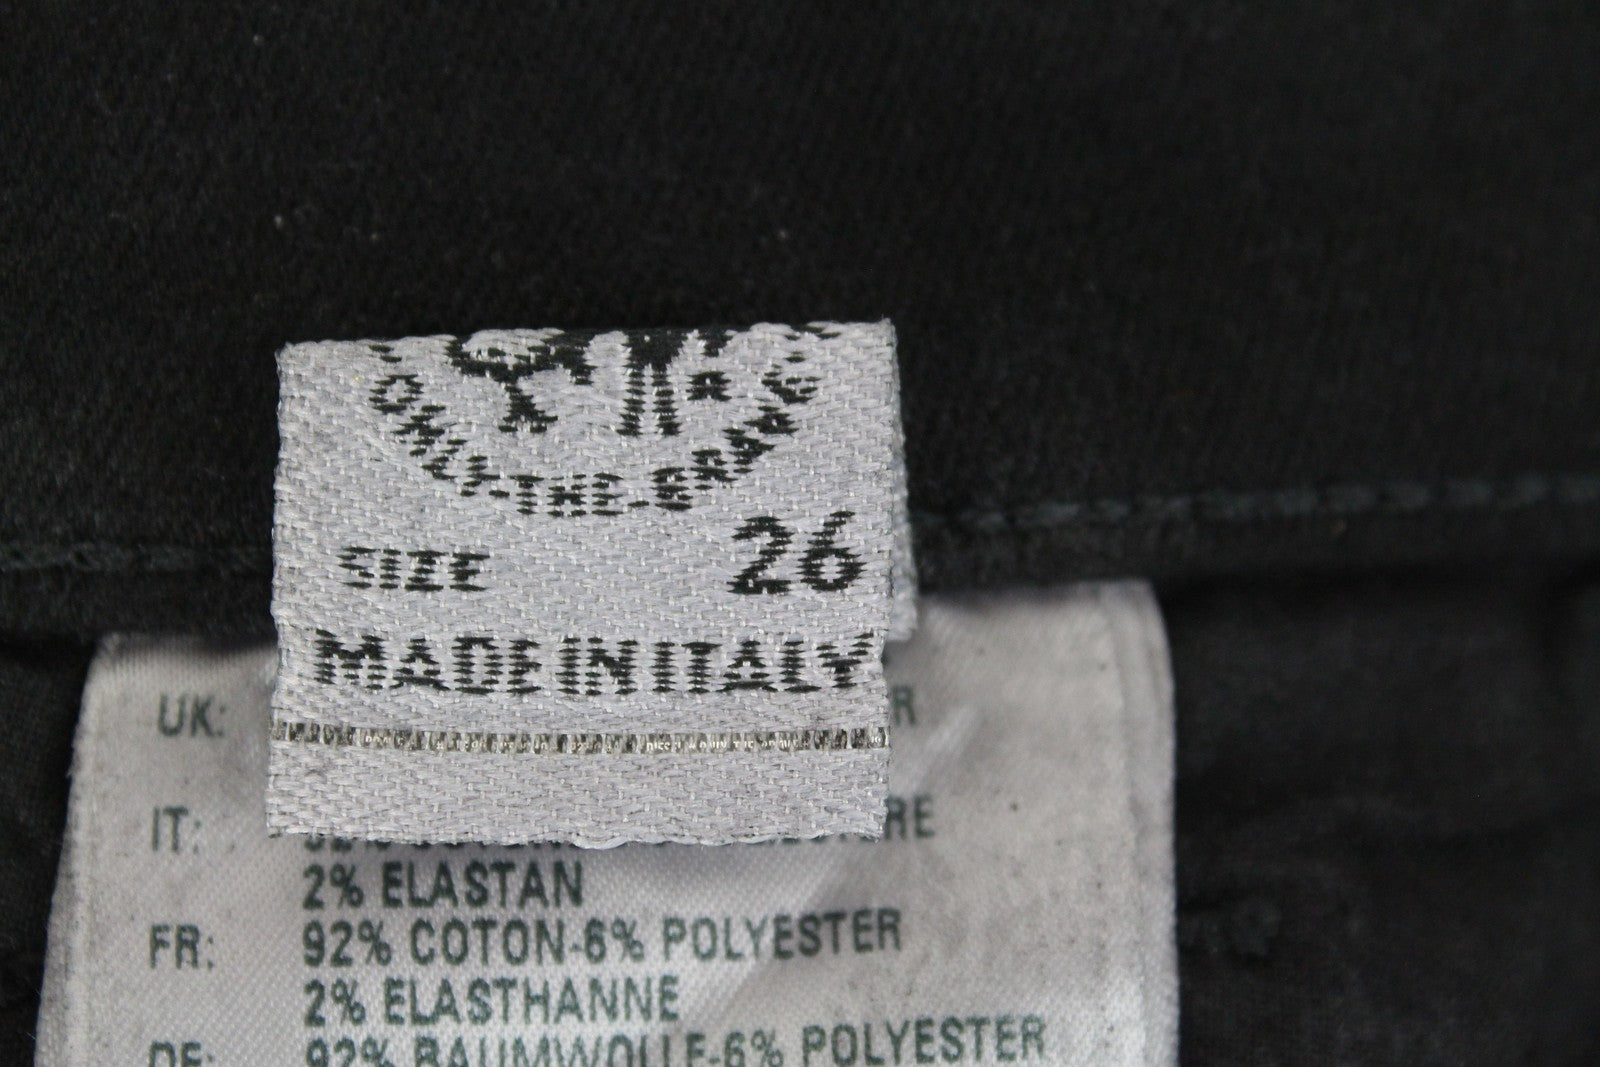 ONLY-THE-BRAVE
SIZE 26
MADE IN ITALY
UK:
IT:
2% ELASTAN
FR: 92% COTON-6% POLYESTER
2% ELASTHANNE
DE: 92% BAUMWOLLE-6% POLYESTER